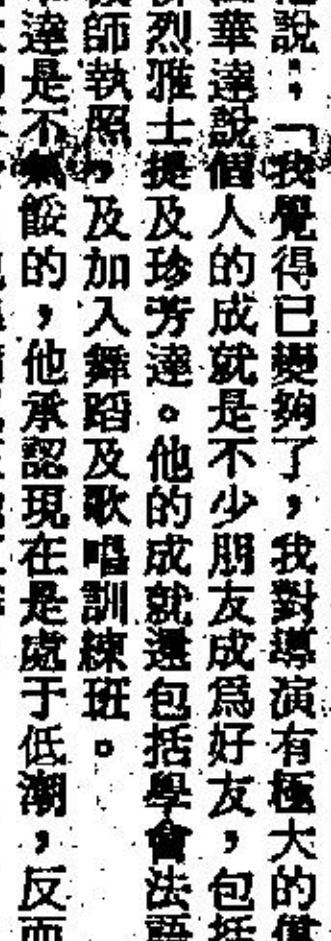 說：「我覺得已變夠了，我對導演有極大的
華達說個人的成就是不少朋友成爲好友，包括
烈雅士提及珍芳達。他的成就還包括學會法語
師執照，及加入舞蹈及歌唱訓練班。
達是不氣餒的，他承認現在是處于低潮，反而